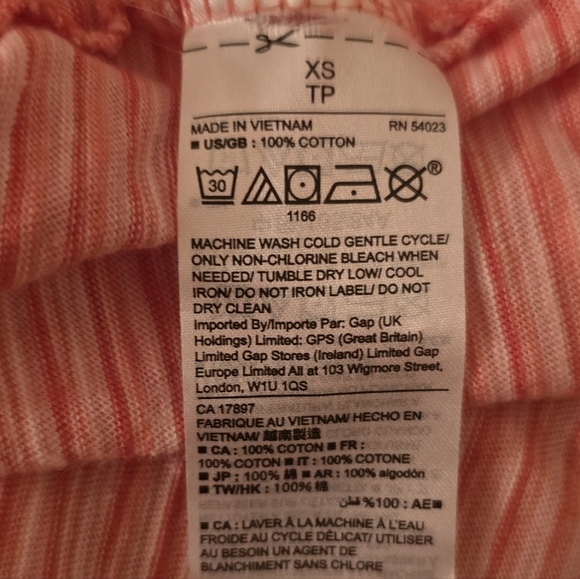 XS
TP
MADE IN VIETNAM RN 54023
■ US/GB : 100% COTTON
30
®
1166
MACHINE WASH COLD GENTLE CYCLE/
ONLY NON-CHLORINE BLEACH WHEN
NEEDED/ TUMBLE DRY LOW/ COOL
IRON/ DO NOT IRON LABEL/ DO NOT
DRY CLEAN
Imported By/Importe Par: Gap (UK
Holdings) Limited: GPS (Great Britain)
Limited Gap Stores (Ireland) Limited Gap
Europe Limited All at 103 Wigmore Street,
London, W1U 1QS
CA 17897
FABRIQUE AU VIETNAM/ HECHO EN
VIETNAM/ 越南製造
■ CA : 100% COTON ■ FR :
100% COTON ■ IT : 100% COTONE
■ JP : 100% 綿 ■ AR : 100% algodón
■ TW/HK : 100% 棉
قطن %100 : AE■
■ CA : LAVER À LA MACHINE À L'EAU
FROIDE AU CYCLE DÉLICAT/ UTILISER
AU BESOIN UN AGENT DE
BLANCHIMENT SANS CHLORE